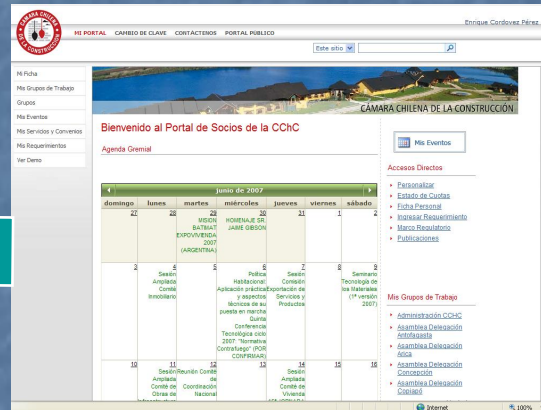 CAMARA CHILENA
DE LA CONSTRUCCION
Enrique Cordovez Pérez
MI PORTAL CAMBIO DE CLAVE CONTÁCTENOS PORTAL PÚBLICO
Este sitio
Mi Ficha
Mis Grupos de Trabajo
Grupos
Mis Eventos
Mis Servicios y Convenios
Mis Requerimientos
Ver Demo
CÁMARA CHILENA DE LA CONSTRUCCIÓN
Bienvenido al Portal de Socios de la CChC
Agenda Gremial
junio de 2007
domingo lunes martes miércoles jueves viernes sábado
27 28 29 30 31 1 2
MISION
BATIMAT
EXPOVIVIENDA
2007
(ARGENTINA)
HOMENAJE SR.
JAIME GIBSON
3 4 5 6 7 8 9
Sesión
Ampliada
Comité
Inmobiliario
Política
Habitacional:
Aplicación práctica
y aspectos
técnicos de su
puesta en marcha
Quinta
Conferencia
Tecnológica ciclo
2007: "Normativa
Contrafuego" (POR
CONFIRMAR)
Sesión
Comisión
Exportación de
Servicios y
Productos
Seminario
Tecnología de
los Materiales
(1ª versión
2007)
10 11 12 13 14 15 16
Sesión
Ampliada
Comité de
Obras de
Reunión Comité
de
Coordinación
Nacional
Sesión
Ampliada
Comité de
Vivienda
Mis Eventos
Accesos Directos
Personalizar
Estado de Cuotas
Ficha Personal
Ingresar Requerimiento
Marco Regulatorio
Publicaciones
Mis Grupos de Trabajo
Administración CCHC
Asamblea Delegación
Antofagasta
Asamblea Delegación
Arica
Asamblea Delegación
Concepción
Asamblea Delegación
Copiapó
Internet
100%